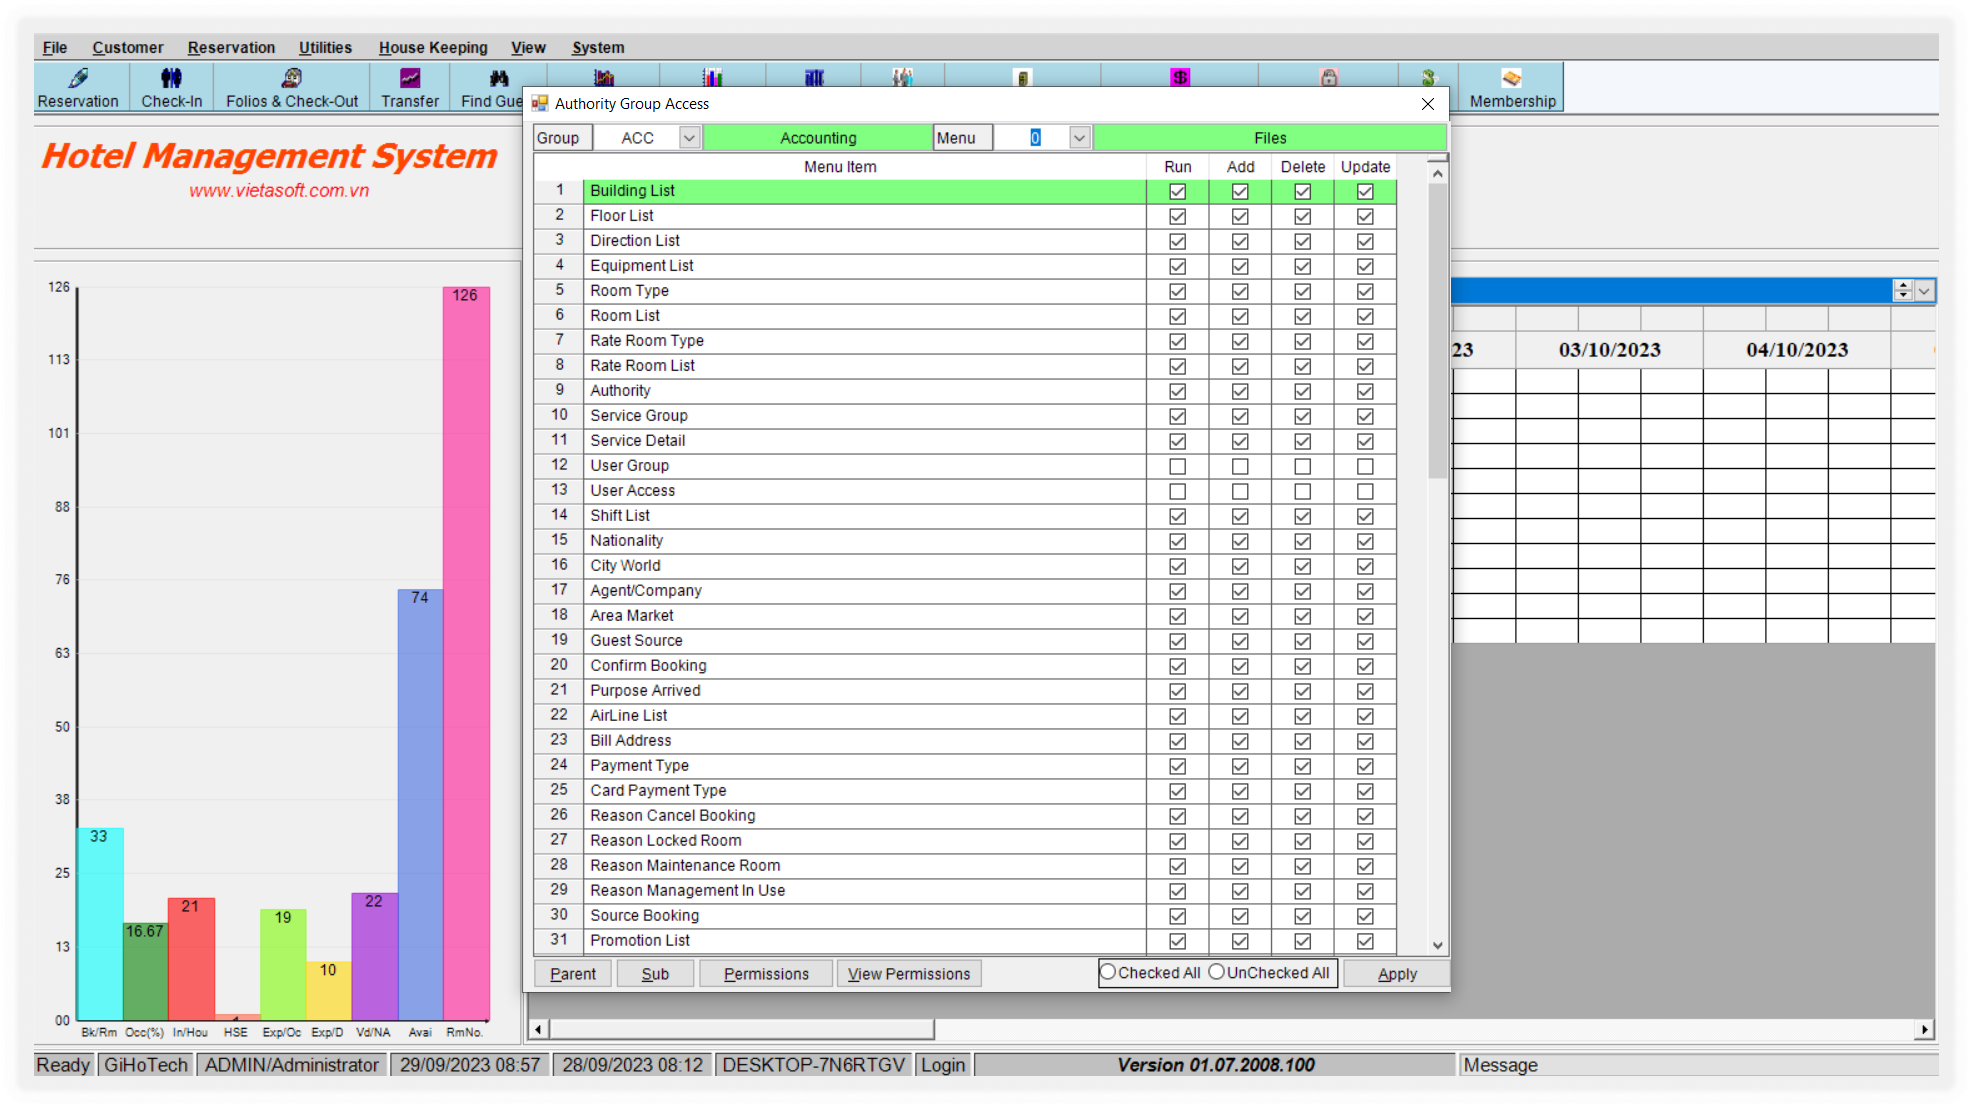 File Customer Reservation Utilities House Keeping View System
Reservation Check-In Folios & Check-Out Transfer Find Gue Membership
Hotel Management System
www.vietasoft.com.vn
Authority Group Access
Group ACC Accounting Menu 0 Files
Menu Item Run Add Delete Update
1 Building List
2 Floor List
3 Direction List
4 Equipment List
5 Room Type
6 Room List
7 Rate Room Type
8 Rate Room List
9 Authority
10 Service Group
11 Service Detail
12 User Group
13 User Access
14 Shift List
15 Nationality
16 City World
17 Agent/Company
18 Area Market
19 Guest Source
20 Confirm Booking
21 Purpose Arrived
22 AirLine List
23 Bill Address
24 Payment Type
25 Card Payment Type
26 Reason Cancel Booking
27 Reason Locked Room
28 Reason Maintenance Room
29 Reason Management In Use
30 Source Booking
31 Promotion List
Parent Sub Permissions View Permissions Checked All UnChecked All Apply
23 03/10/2023 04/10/2023
126
113
101
88
76
63
50
38
25
13
00
33
16.67
21
19
10
22
74
126
Bk/Rm Occ(%) In/Hou HSE Exp/Oc Exp/D Vd/NA Avai RmNo.
Ready GiHoTech ADMIN/Administrator 29/09/2023 08:57 28/09/2023 08:12 DESKTOP-7N6RTGV Login Version 01.07.2008.100 Message